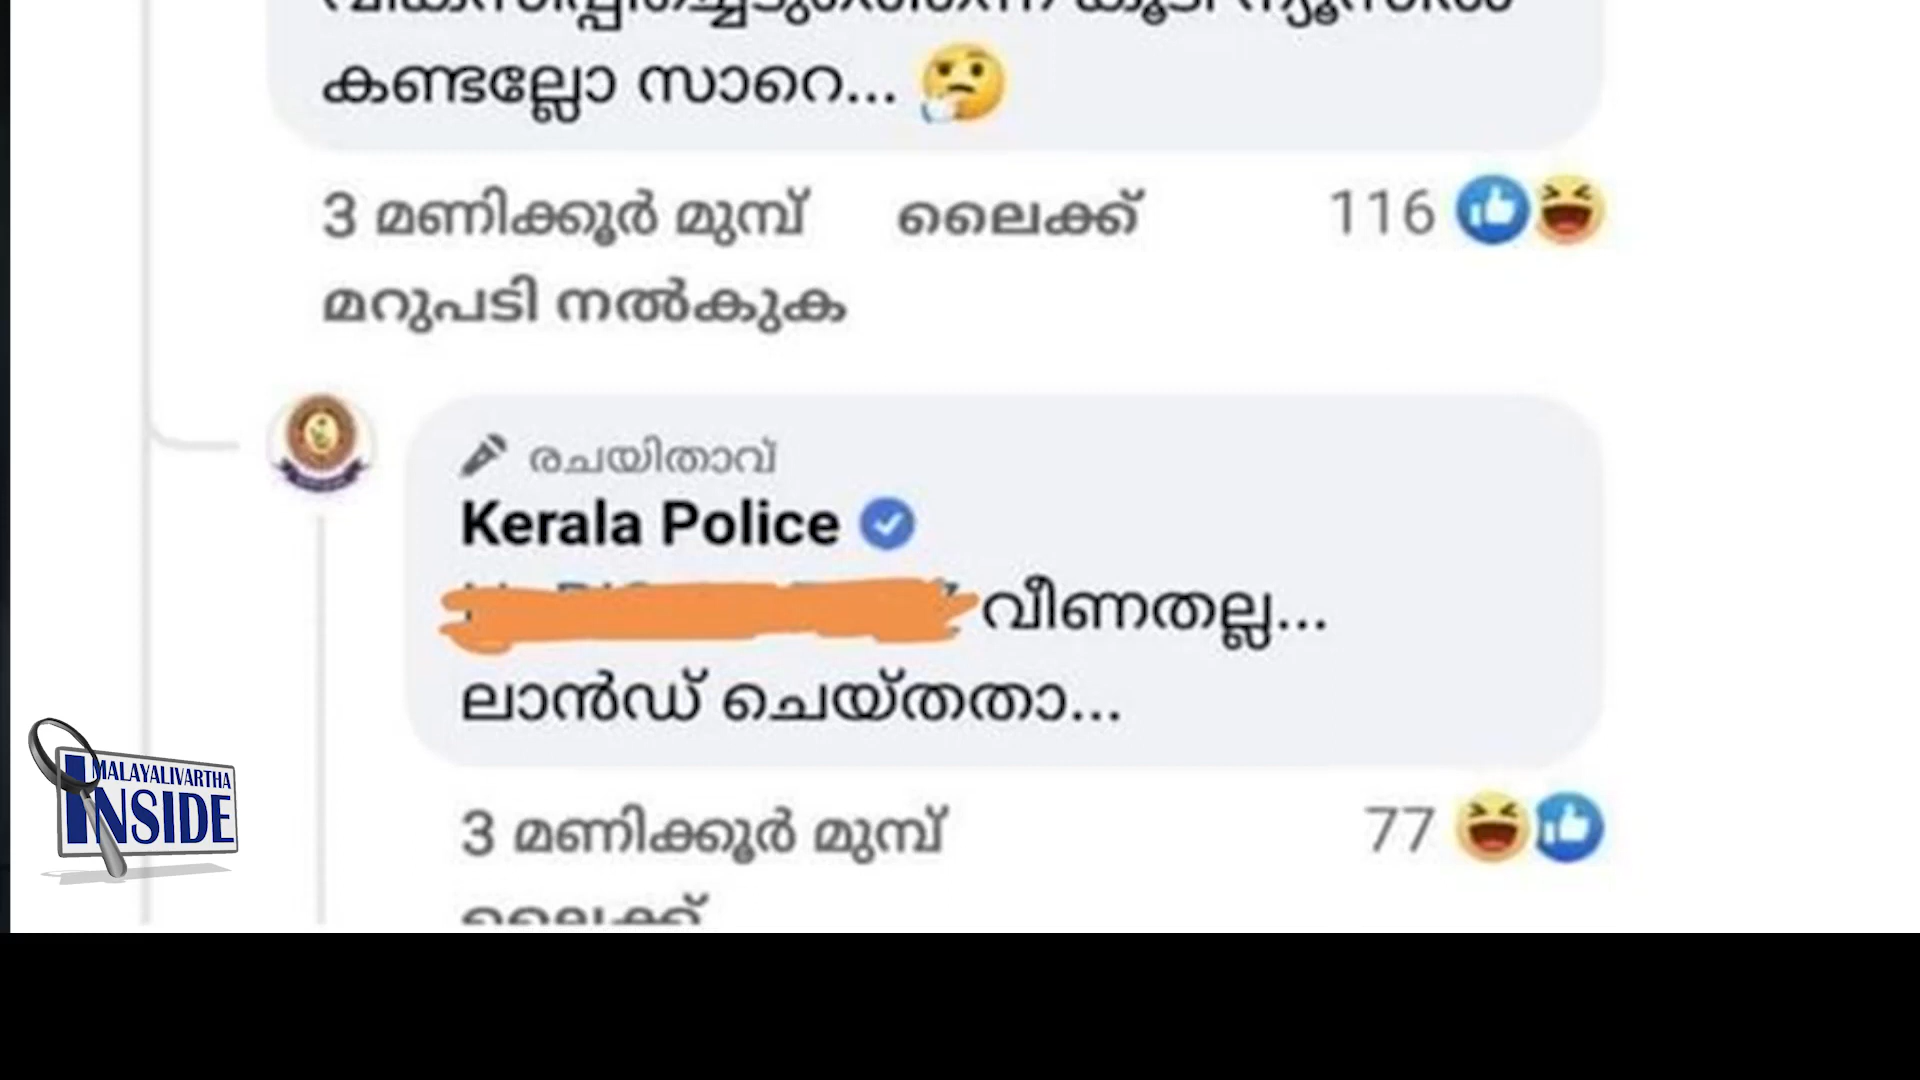 കണ്ടല്ലോ സാറെ...
3 മണിക്കൂർ മുമ്പ് ലൈക്ക് 116
മറുപടി നൽകുക
രചയിതാവ്
Kerala Police
വീണതല്ല...
ലാൻഡ് ചെയ്തതാ...
3 മണിക്കൂർ മുമ്പ് 77
ലൈക്ക്
MALAYALIVARTHA
INSIDE